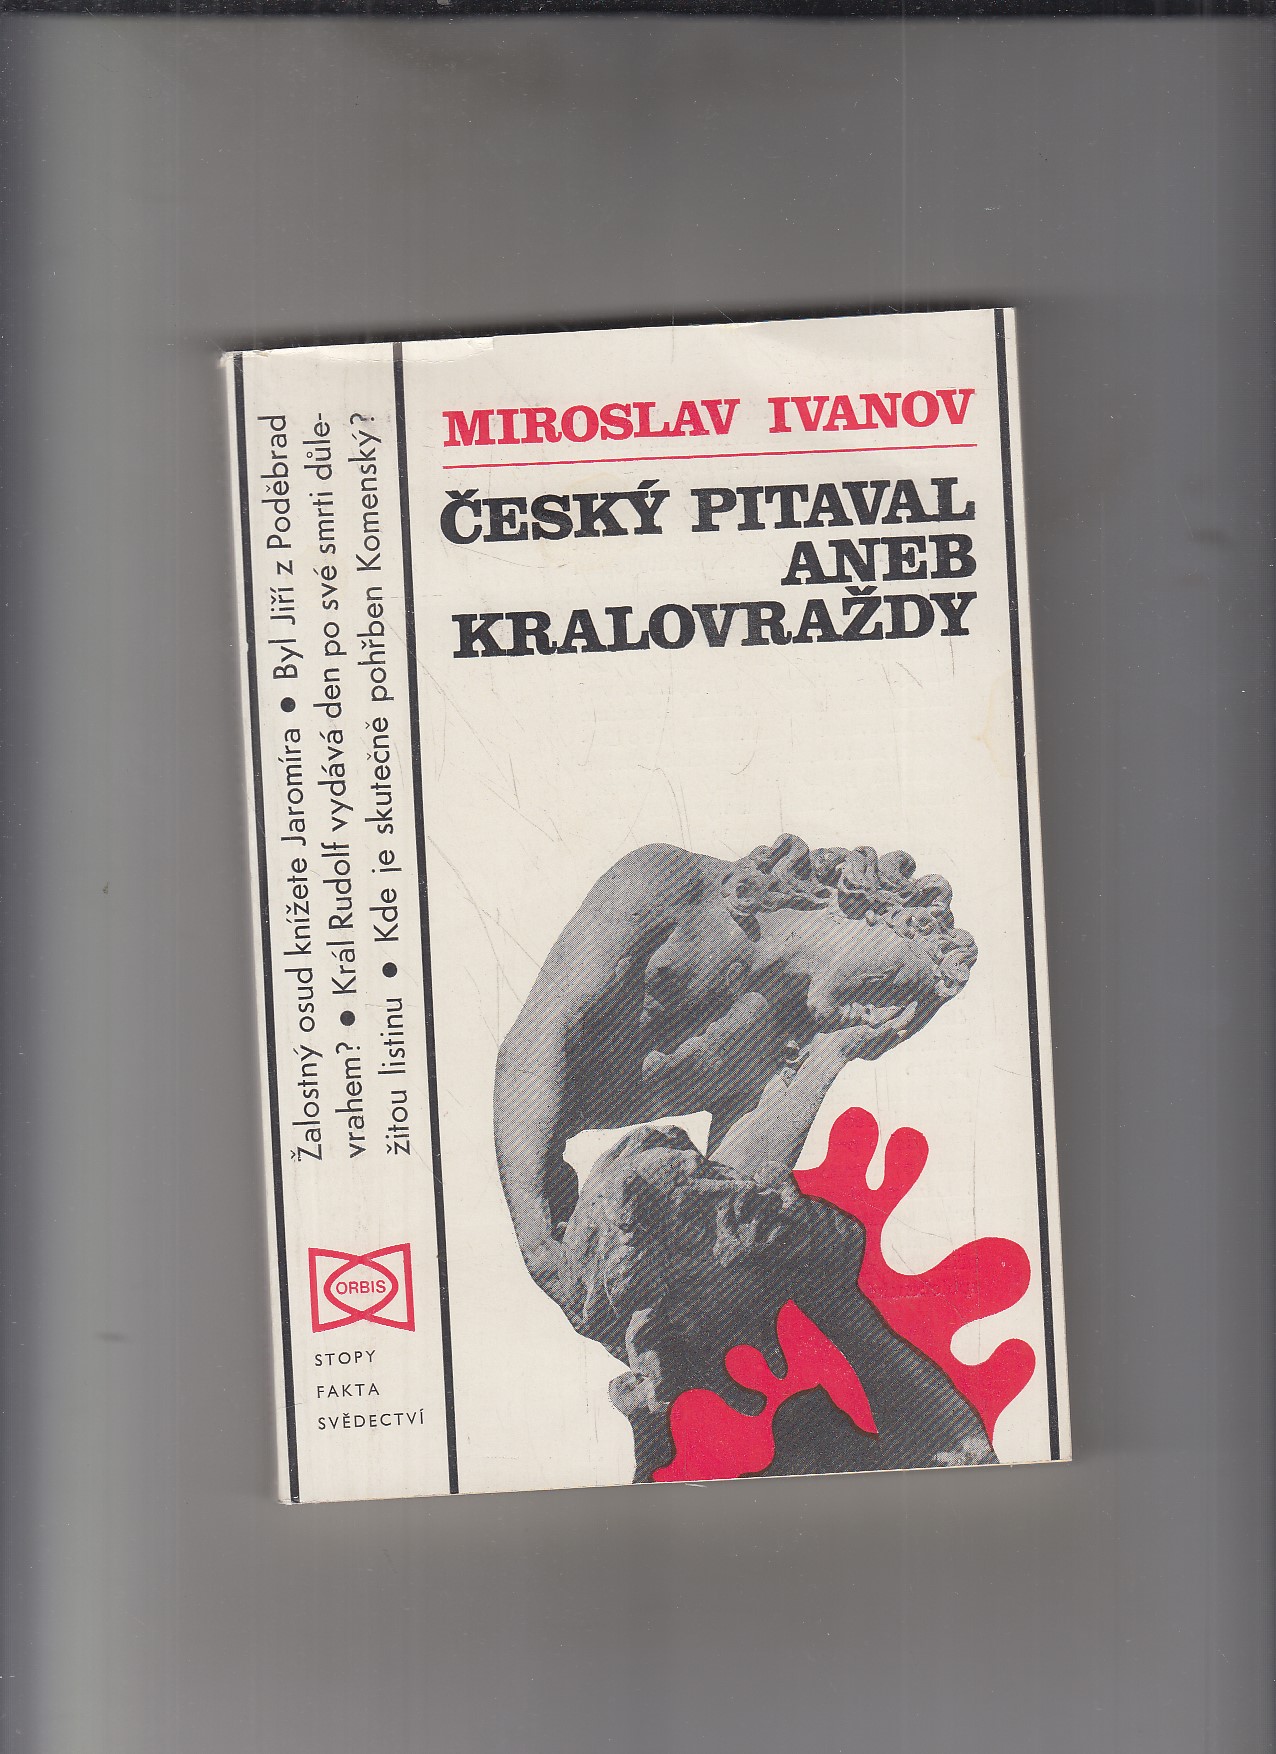 MIROSLAV IVANOV
ČESKÝ PITAVAL
ANEB
KRALOVRAŽDY
Žalostný osud knížete Jaromíra ● Byl Jiří z Poděbrad
vrahem? ● Král Rudolf vydává den po své smrti důle-
žitou listinu ● Kde je skutečně pohřben Komenský?
ORBIS
STOPY
FAKTA
SVĚDECTVÍ